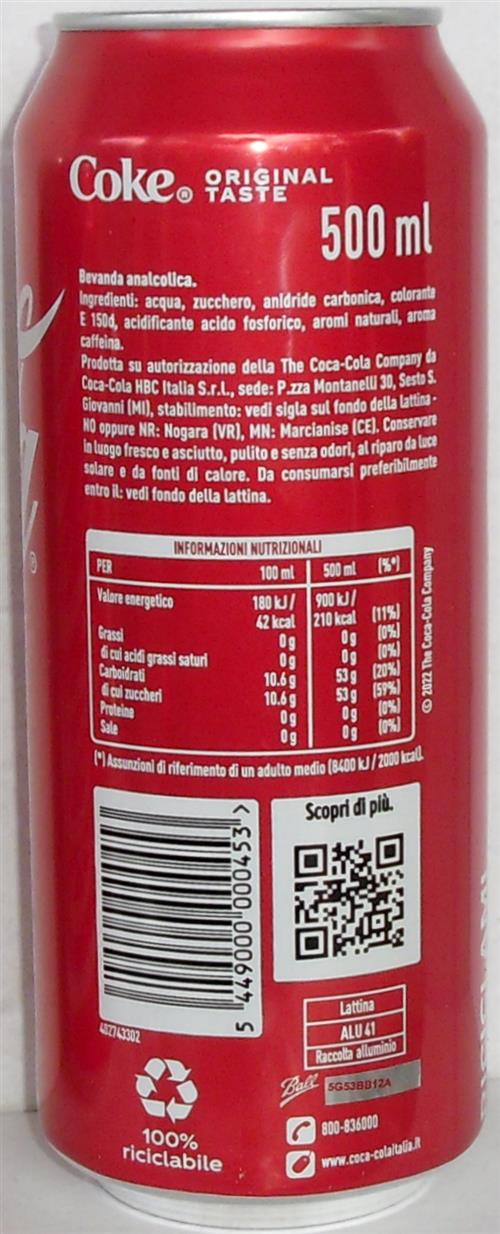 Coke® ORIGINAL TASTE
500 ml
Bevanda analcolica.
Ingredienti: acqua, zucchero, anidride carbonica, colorante
E 150d, acidificante acido fosforico, aromi naturali, aroma
caffeina.
Prodotta su autorizzazione della The Coca-Cola Company da
Coca-Cola HBC Italia S.r.l., sede: P.zza Montanelli 30, Sesto S.
Giovanni (MI), stabilimento: vedi sigla sul fondo della lattina -
NO oppure NR: Nogara (VR), MN: Marcianise (CE). Conservare
in luogo fresco e asciutto, pulito e senza odori, al riparo da luce
solare e da fonti di calore. Da consumarsi preferibilmente
entro il: vedi fondo della lattina.
INFORMAZIONI NUTRIZIONALI
PER 100 ml 500 ml (%*)
Valore energetico 180 kJ / 900 kJ /
42 kcal 210 kcal (11%)
Grassi 0 g 0 g (0%)
di cui acidi grassi saturi 0 g 0 g (0%)
Carboidrati 10.6 g 53 g (20%)
di cui zuccheri 10.6 g 53 g (59%)
Proteine 0 g 0 g (0%)
Sale 0 g 0 g (0%)
(*) Assunzioni di riferimento di un adulto medio (8400 kJ / 2000 kcal).
© 2022 The Coca-Cola Company
5 449000 000453 >
402743302
Scopri di più.
Lattina
ALU 41
Raccolta alluminio
Ball 5G53BB12A
100%
riciclabile
800-836000
www.coca-colaitalia.it